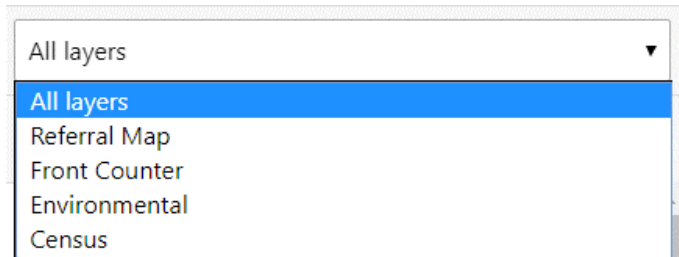 All layers
All layers
Referral Map
Front Counter
Environmental
Census